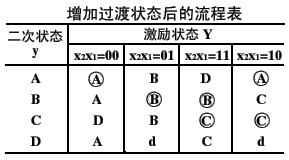 增加过渡状态后的流程表
二次状态 y 激励状态 Y
x₂x₁=00 x₂x₁=01 x₂x₁=11 x₂x₁=10
A Ⓐ B D Ⓐ
B A Ⓑ Ⓑ C
C D B Ⓒ Ⓒ
D A d C d